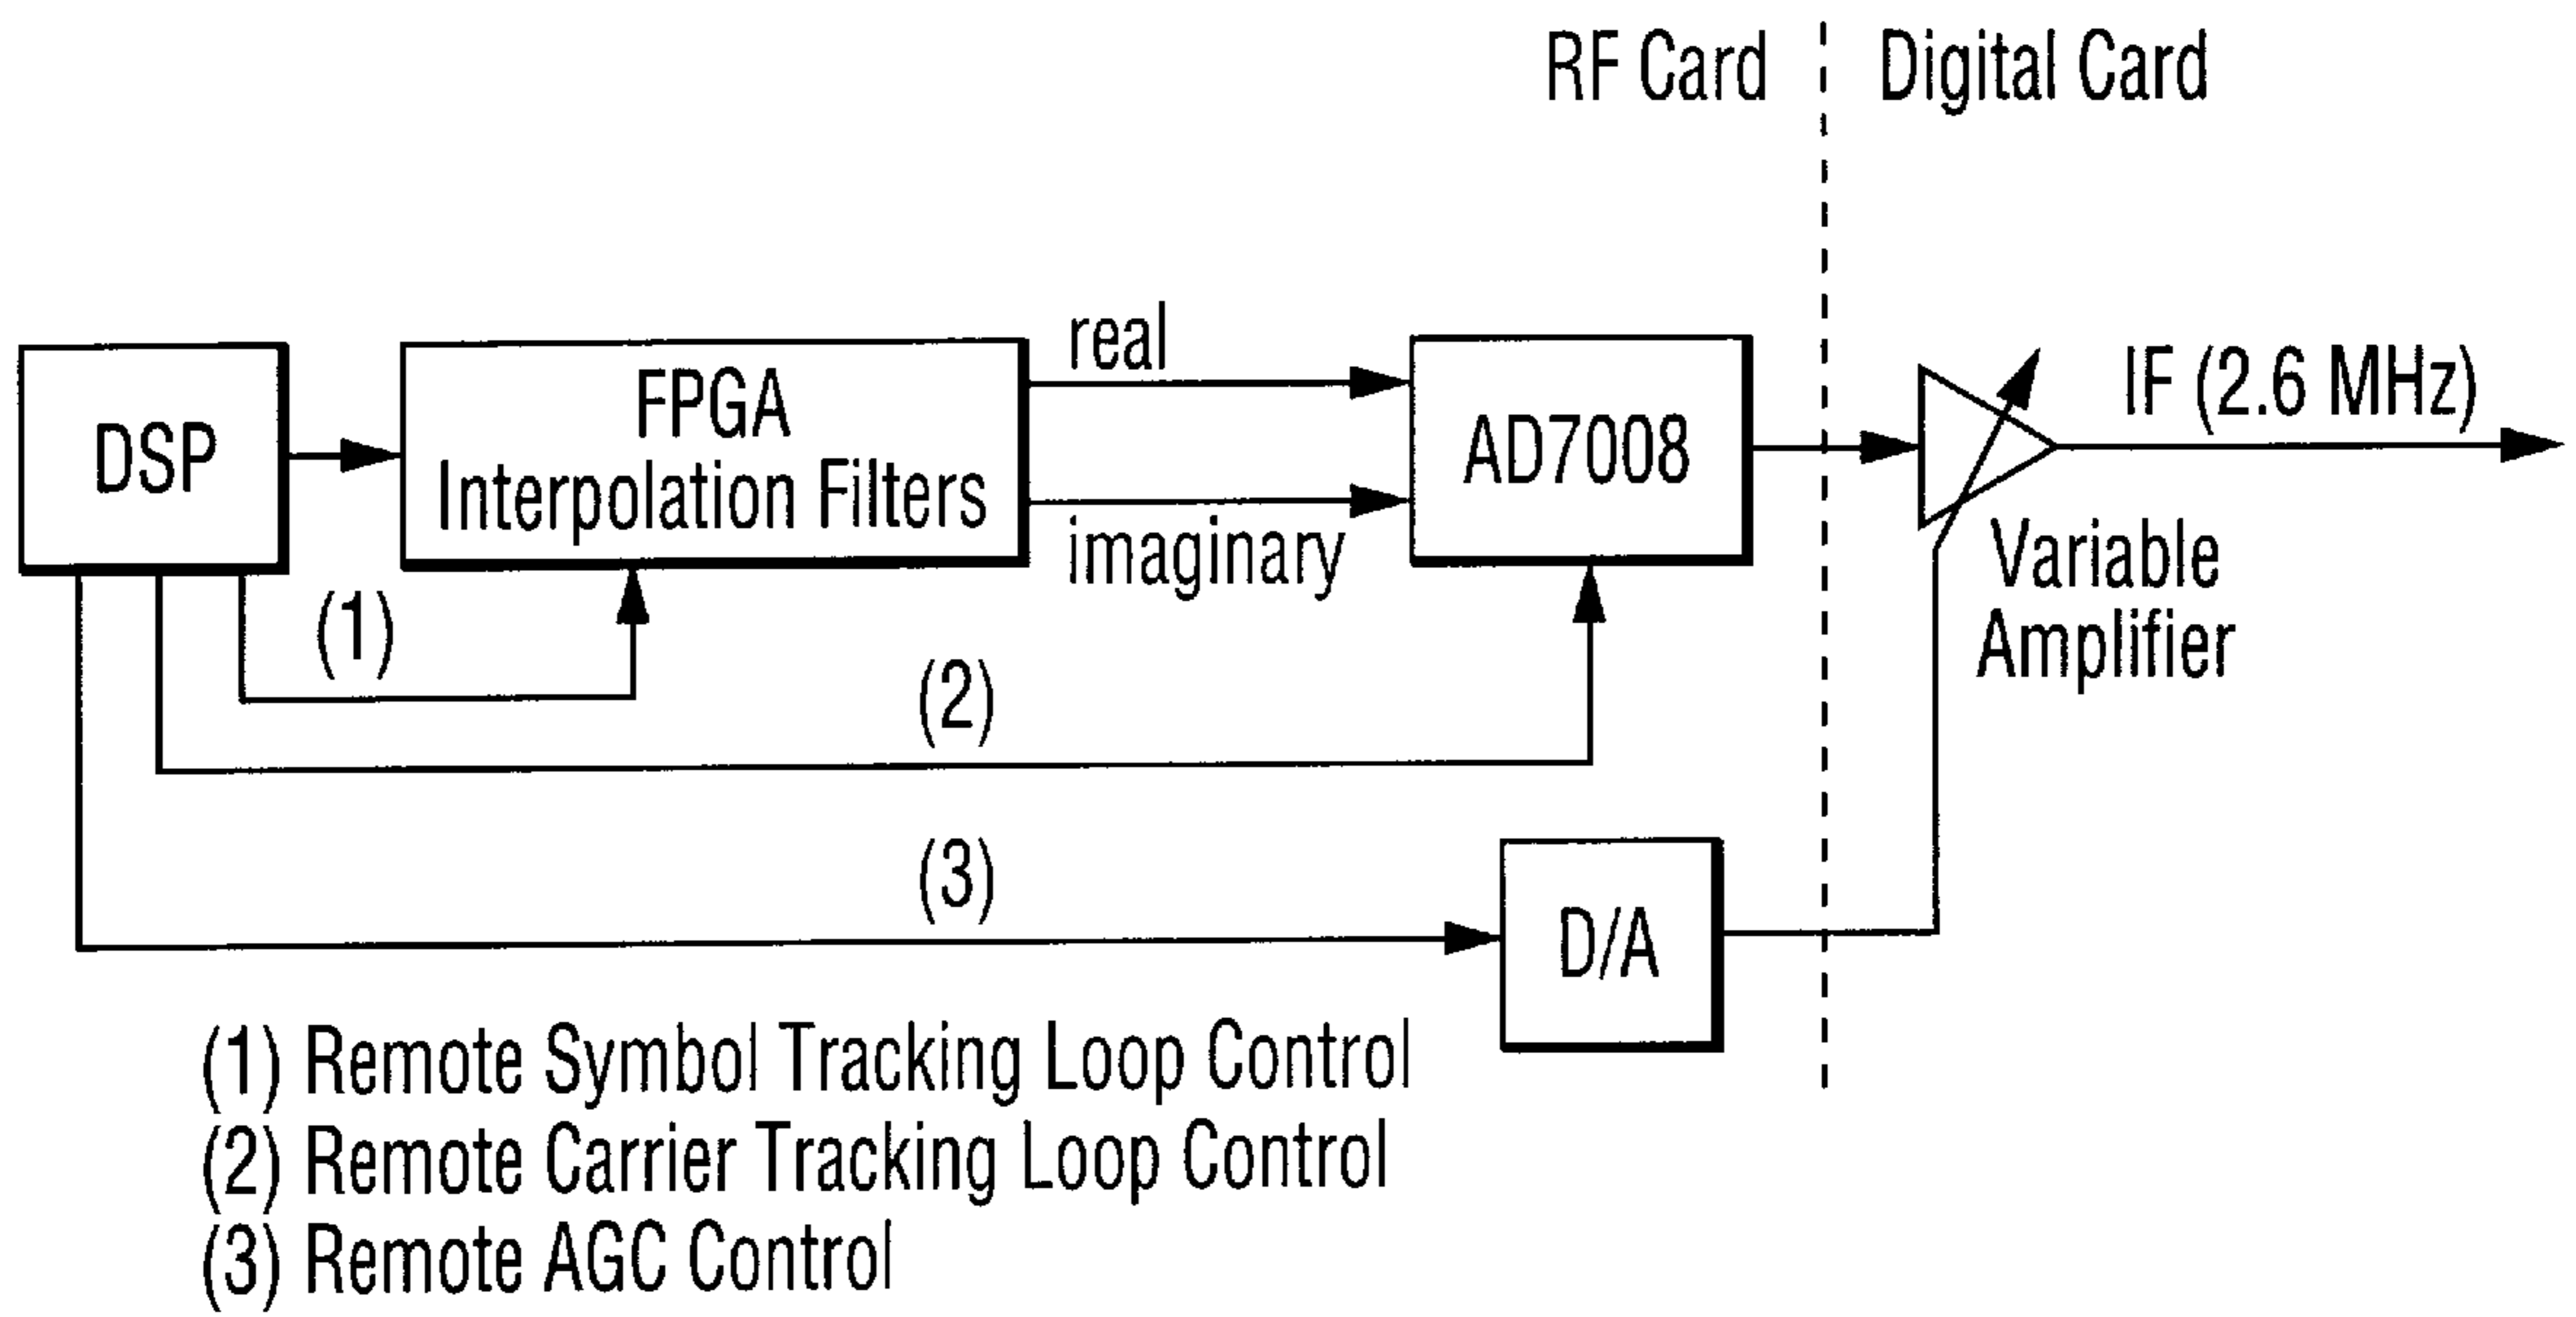 RF Card Digital Card
real
DSP
FPGA
Interpolation Filters
AD7008
IF (2.6 MHz)
imaginary
Variable
Amplifier
(1)
(2)
(3)
D/A
(1) Remote Symbol Tracking Loop Control
(2) Remote Carrier Tracking Loop Control
(3) Remote AGC Control